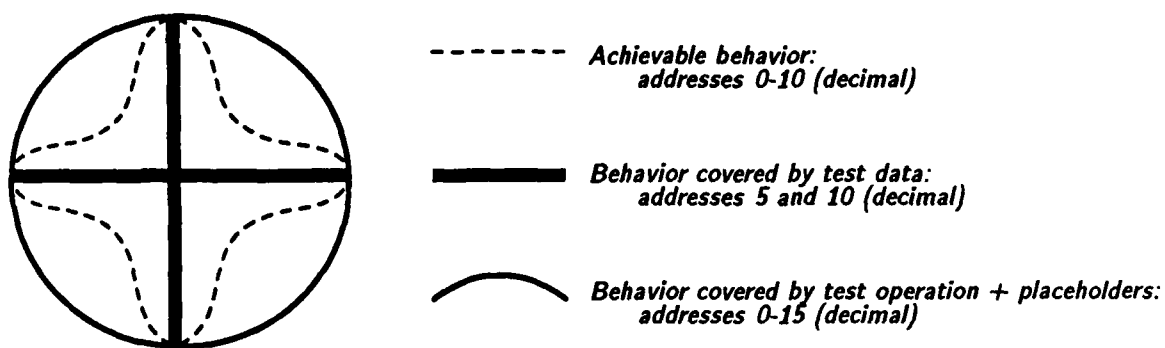 Achievable behavior:
addresses 0-10 (decimal)
Behavior covered by test data:
addresses 5 and 10 (decimal)
Behavior covered by test operation + placeholders:
addresses 0-15 (decimal)